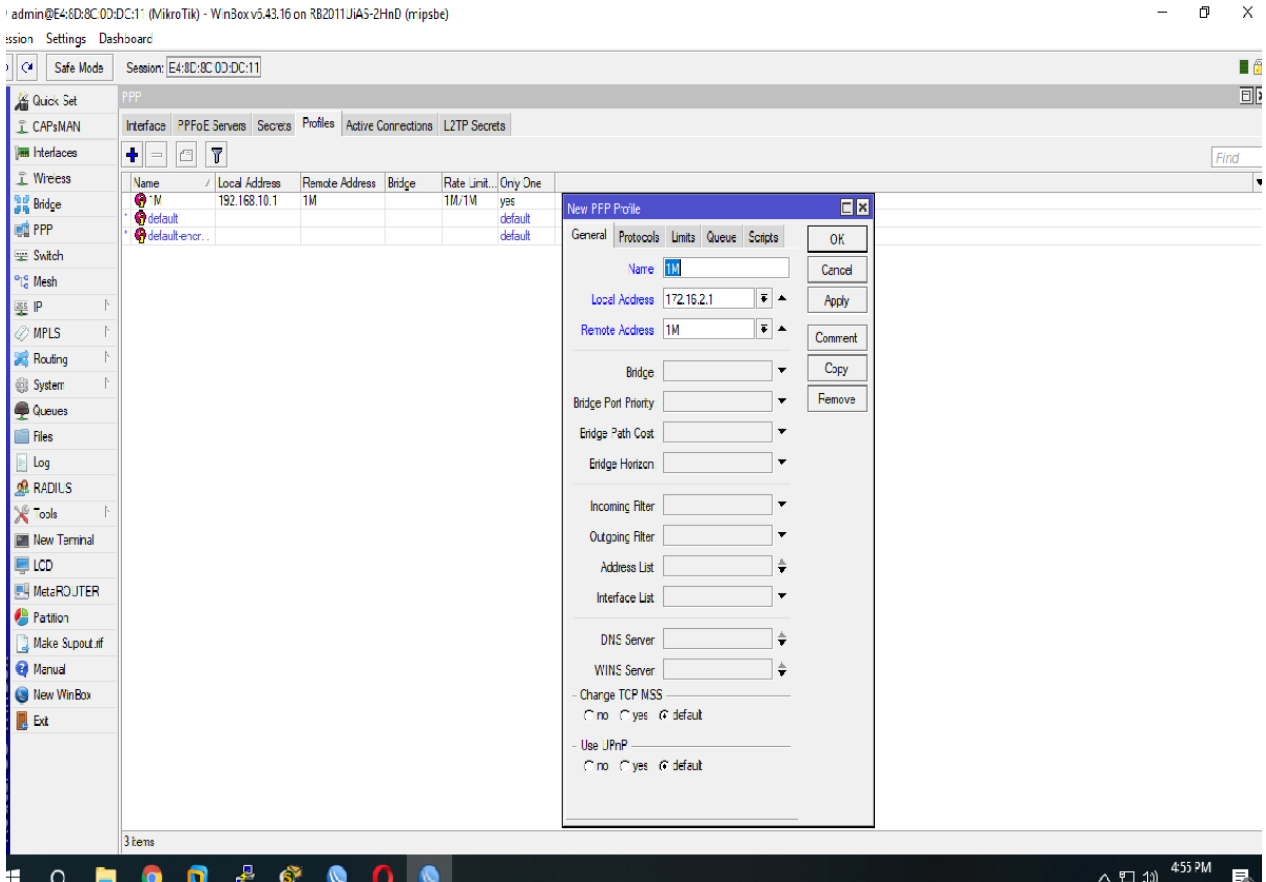 admin@E4:8D:8C:0D:DC:11 (MikroTik) - WinBox v6.43.16 on RB2011UiAS-2HnD (mipsbe)
ession Settings Dashboard
Safe Mode Session: E4:8D:8C:0D:DC:11
Quick Set
CAPsMAN
Interfaces
Wireless
Bridge
PPP
Switch
Mesh
IP
MPLS
Routing
System
Queues
Files
Log
RADIUS
Tools
New Terminal
LCD
MetaROUTER
Partition
Make Supout.rif
Manual
New WinBox
Exit
PPP
Interface PPPoE Servers Secrets Profiles Active Connections L2TP Secrets
Find
Name Local Address Remote Address Bridge Rate Limit... Only One
1M 192.168.10.1 1M 1M/1M yes
* default default
* default-encr... default
New PPP Profile
General Protocols Limits Queue Scripts
Name 1M
Local Address 172.16.2.1
Remote Address 1M
Bridge
Bridge Port Priority
Bridge Path Cost
Bridge Horizon
Incoming Filter
Outgoing Filter
Address List
Interface List
DNS Server
WINS Server
Change TCP MSS
no yes default
Use UPnP
no yes default
OK
Cancel
Apply
Comment
Copy
Remove
3 items
4:55 PM